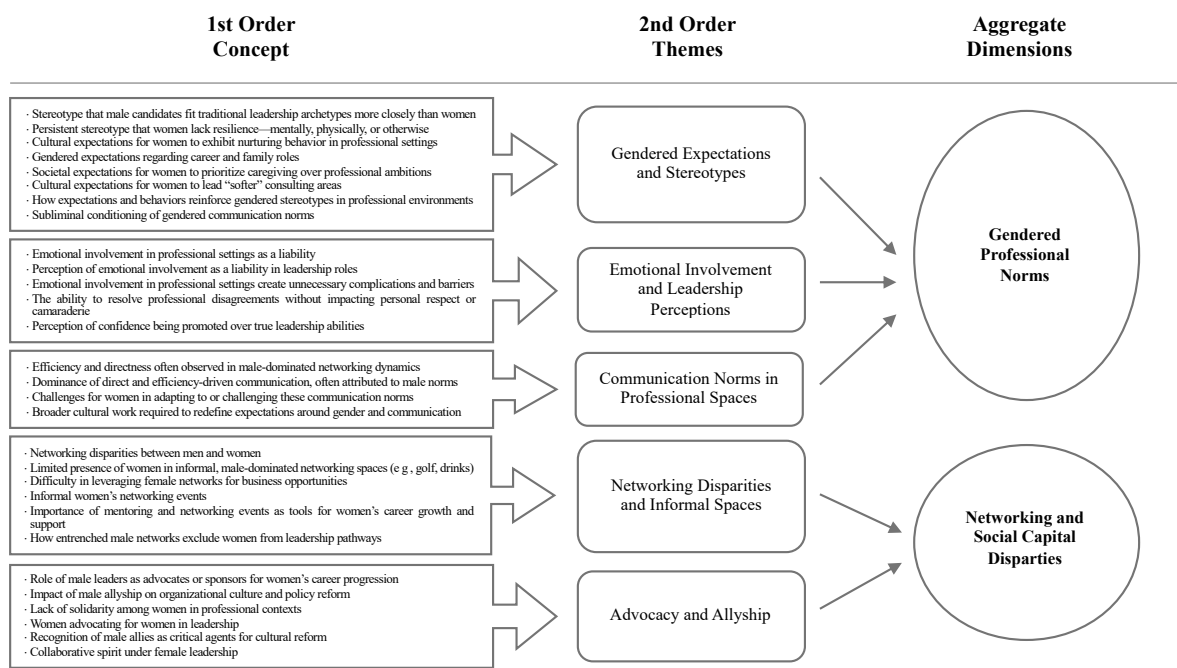 1st Order
Concept
2nd Order
Themes
Aggregate
Dimensions
· Stereotype that male candidates fit traditional leadership archetypes more closely than women
· Persistent stereotype that women lack resilience—mentally, physically, or otherwise
· Cultural expectations for women to exhibit nurturing behavior in professional settings
· Gendered expectations regarding career and family roles
· Societal expectations for women to prioritize caregiving over professional ambitions
· Cultural expectations for women to lead “softer” consulting areas
· How expectations and behaviors reinforce gendered stereotypes in professional environments
· Subliminal conditioning of gendered communication norms
Gendered Expectations
and Stereotypes
· Emotional involvement in professional settings as a liability
· Perception of emotional involvement as a liability in leadership roles
· Emotional involvement in professional settings create unnecessary complications and barriers
· The ability to resolve professional disagreements without impacting personal respect or
camaraderie
· Perception of confidence being promoted over true leadership abilities
Emotional Involvement
and Leadership
Perceptions
· Efficiency and directness often observed in male-dominated networking dynamics
· Dominance of direct and efficiency-driven communication, often attributed to male norms
· Challenges for women in adapting to or challenging these communication norms
· Broader cultural work required to redefine expectations around gender and communication
Communication Norms in
Professional Spaces
Gendered
Professional
Norms
· Networking disparities between men and women
· Limited presence of women in informal, male-dominated networking spaces (e g , golf, drinks)
· Difficulty in leveraging female networks for business opportunities
· Informal women’s networking events
· Importance of mentoring and networking events as tools for women’s career growth and
support
· How entrenched male networks exclude women from leadership pathways
Networking Disparities
and Informal Spaces
· Role of male leaders as advocates or sponsors for women’s career progression
· Impact of male allyship on organizational culture and policy reform
· Lack of solidarity among women in professional contexts
· Women advocating for women in leadership
· Recognition of male allies as critical agents for cultural reform
· Collaborative spirit under female leadership
Advocacy and Allyship
Networking and
Social Capital
Disparties